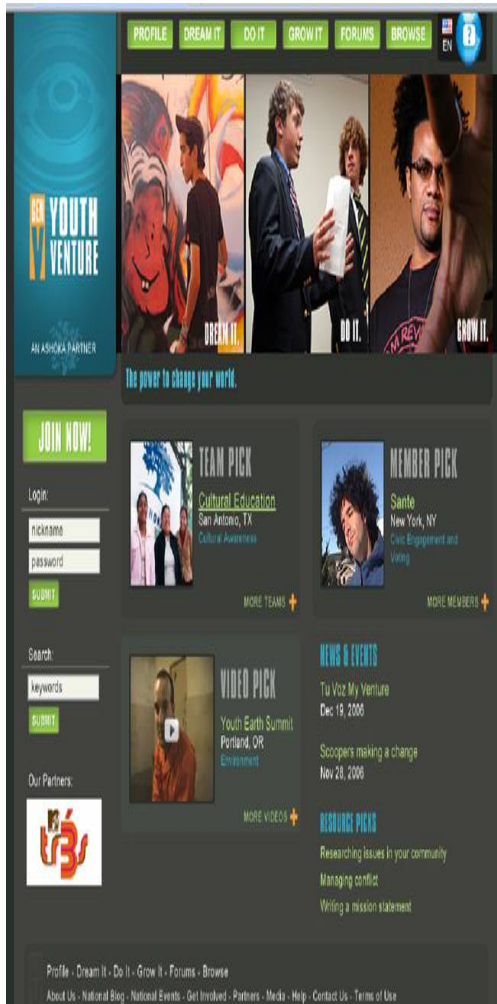 PROFILE DREAM IT DO IT GROW IT FORUMS BROWSE
EN
?
GEN
V
YOUTH
VENTURE
AN ASHOKA PARTNER
DREAM IT.
DO IT.
GROW IT.
The power to change your world.
JOIN NOW!
Login:
nickname
password
SUBMIT
Search:
keywords
SUBMIT
Our Partners:
tr3s
TEAM PICK
Cultural Education
San Antonio, TX
Cultural Awareness
MORE TEAMS +
MEMBER PICK
Sante
New York, NY
Civic Engagement and
Voting
MORE MEMBERS +
VIDEO PICK
Youth Earth Summit
Portland, OR
Environment
MORE VIDEOS +
NEWS & EVENTS
Tu Voz My Venture
Dec 19, 2006
Scoopers making a change
Nov 28, 2006
RESOURCE PICKS
Researching issues in your community
Managing conflict
Writing a mission statement
Profile - Dream It - Do It - Grow It - Forums - Browse
About Us - National Blog - National Events - Get Involved - Partners - Media - Help - Contact Us - Terms of Use